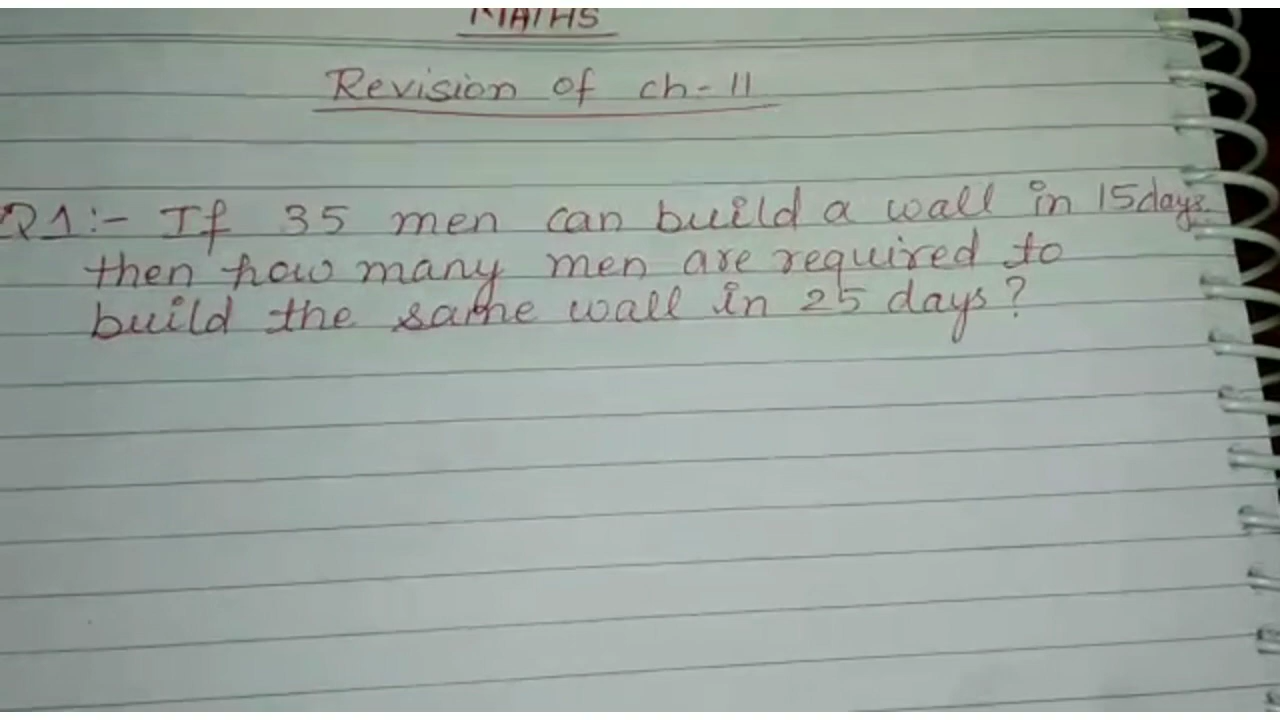 MATHS
Revision of ch-11
Q1:- If 35 men can build a wall in 15days.
then how many men are required to
build the same wall in 25 days?